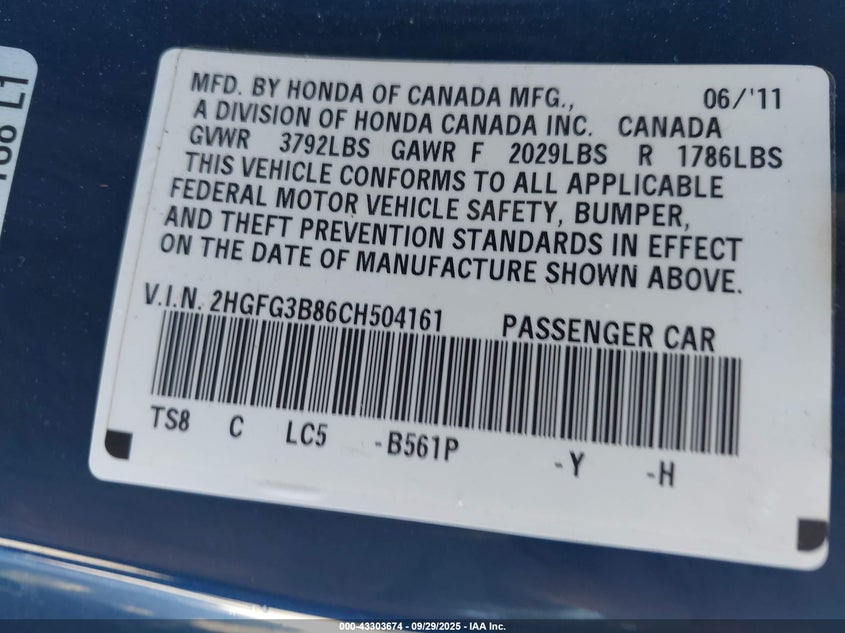 MFD. BY HONDA OF CANADA MFG., 06/'11
A DIVISION OF HONDA CANADA INC. CANADA
GVWR 3792LBS GAWR F 2029LBS R 1786LBS
THIS VEHICLE CONFORMS TO ALL APPLICABLE
FEDERAL MOTOR VEHICLE SAFETY, BUMPER,
AND THEFT PREVENTION STANDARDS IN EFFECT
ON THE DATE OF MANUFACTURE SHOWN ABOVE.
V.I.N. 2HGFG3B86CH504161 PASSENGER CAR
TS8 C LC5 -B561P -Y -H
000-43303674 - 09/29/2025 - IAA Inc.